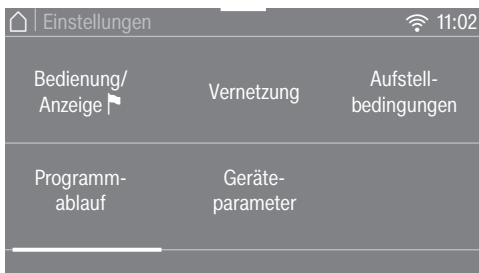 Einstellungen 11:02
Bedienung/
Anzeige
Vernetzung
Aufstell-
bedingungen
Programm-
ablauf
Geräte-
parameter